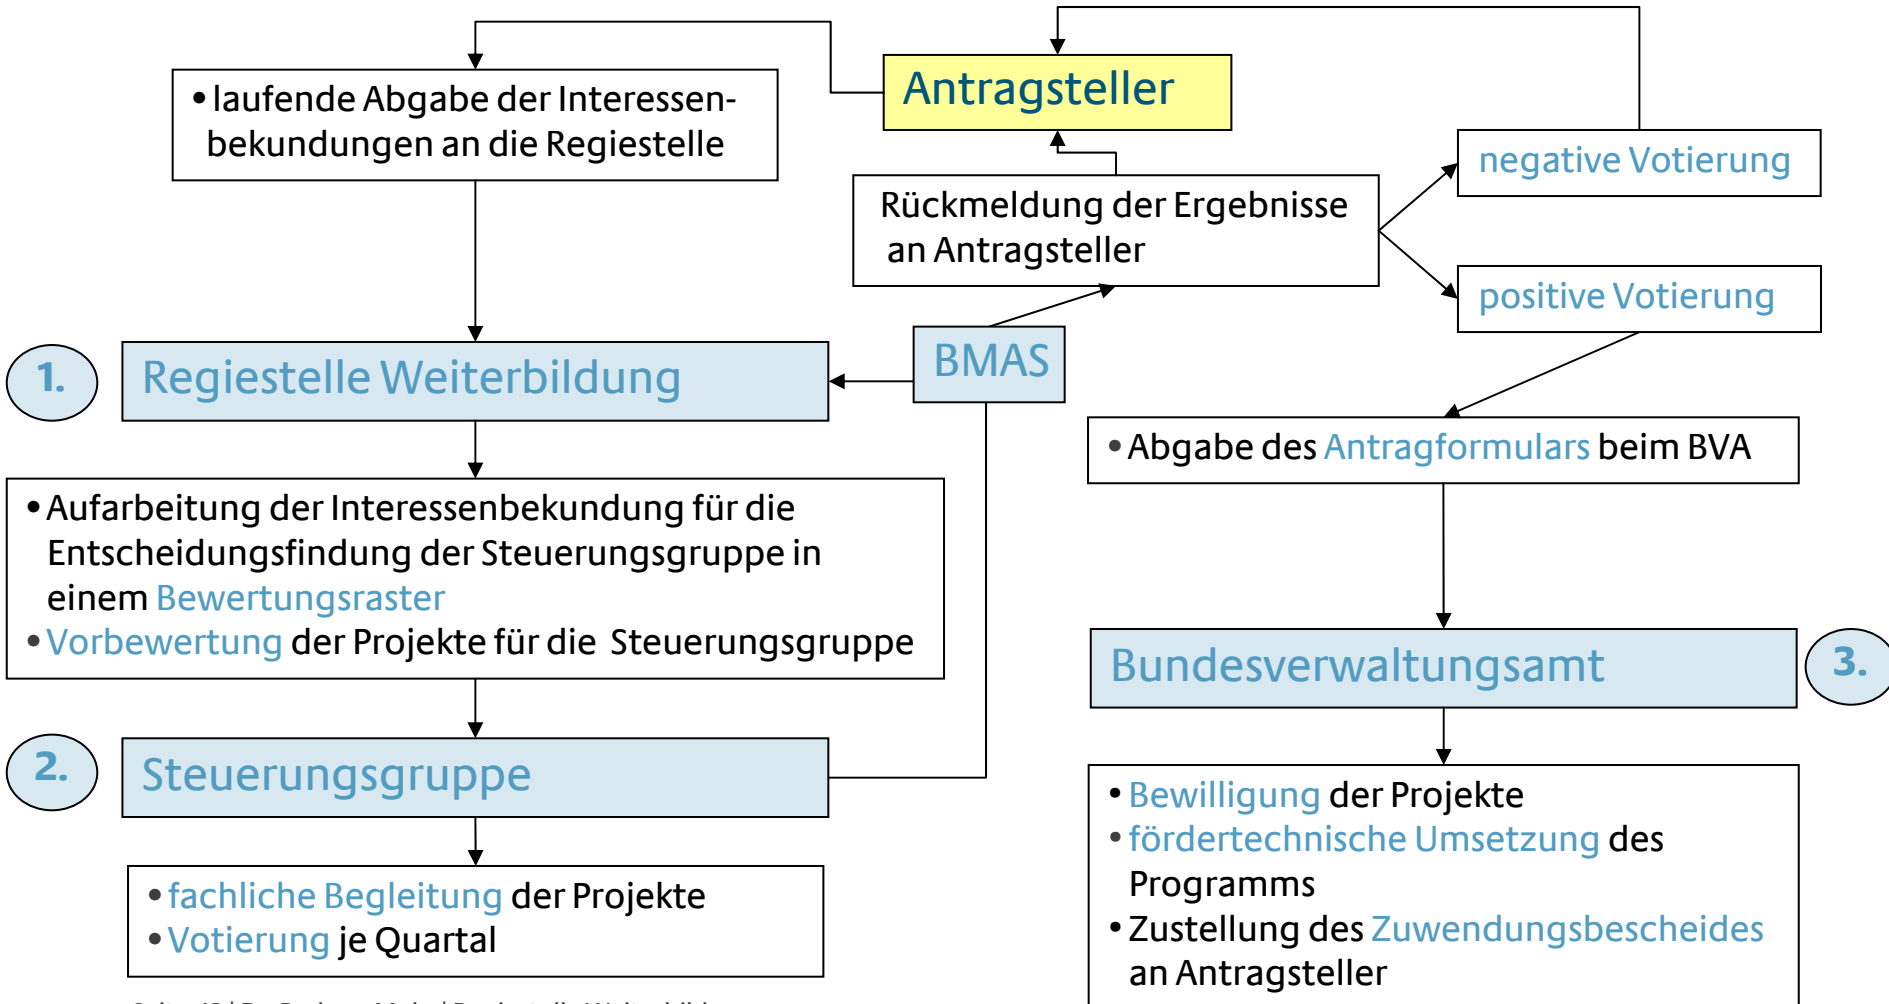 Antragsteller
• laufende Abgabe der Interessen-
bekundungen an die Regiestelle
negative Votierung
Rückmeldung der Ergebnisse
an Antragsteller
positive Votierung
1.
Regiestelle Weiterbildung
BMAS
• Abgabe des Antragformulars beim BVA
• Aufarbeitung der Interessenbekundung für die
Entscheidungsfindung der Steuerungsgruppe in
einem Bewertungsraster
• Vorbewertung der Projekte für die Steuerungsgruppe
Bundesverwaltungsamt
3.
2.
Steuerungsgruppe
• Bewilligung der Projekte
• fördertechnische Umsetzung des
Programms
• Zustellung des Zuwendungsbescheides
an Antragsteller
• fachliche Begleitung der Projekte
• Votierung je Quartal